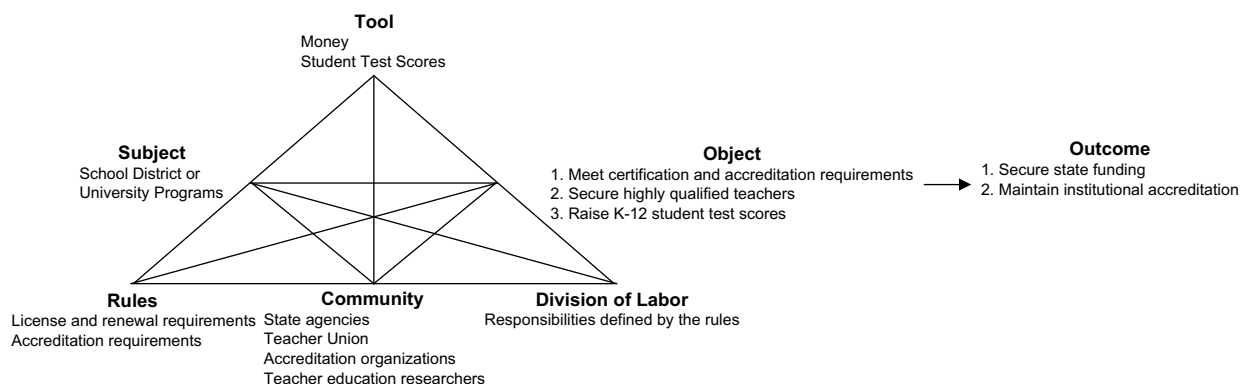 Tool
Money
Student Test Scores
Subject
School District or
University Programs
Object
1. Meet certification and accreditation requirements
2. Secure highly qualified teachers
3. Raise K-12 student test scores
Outcome
1. Secure state funding
2. Maintain institutional accreditation
Rules
License and renewal requirements
Accreditation requirements
Community
State agencies
Teacher Union
Accreditation organizations
Teacher education researchers
Division of Labor
Responsibilities defined by the rules